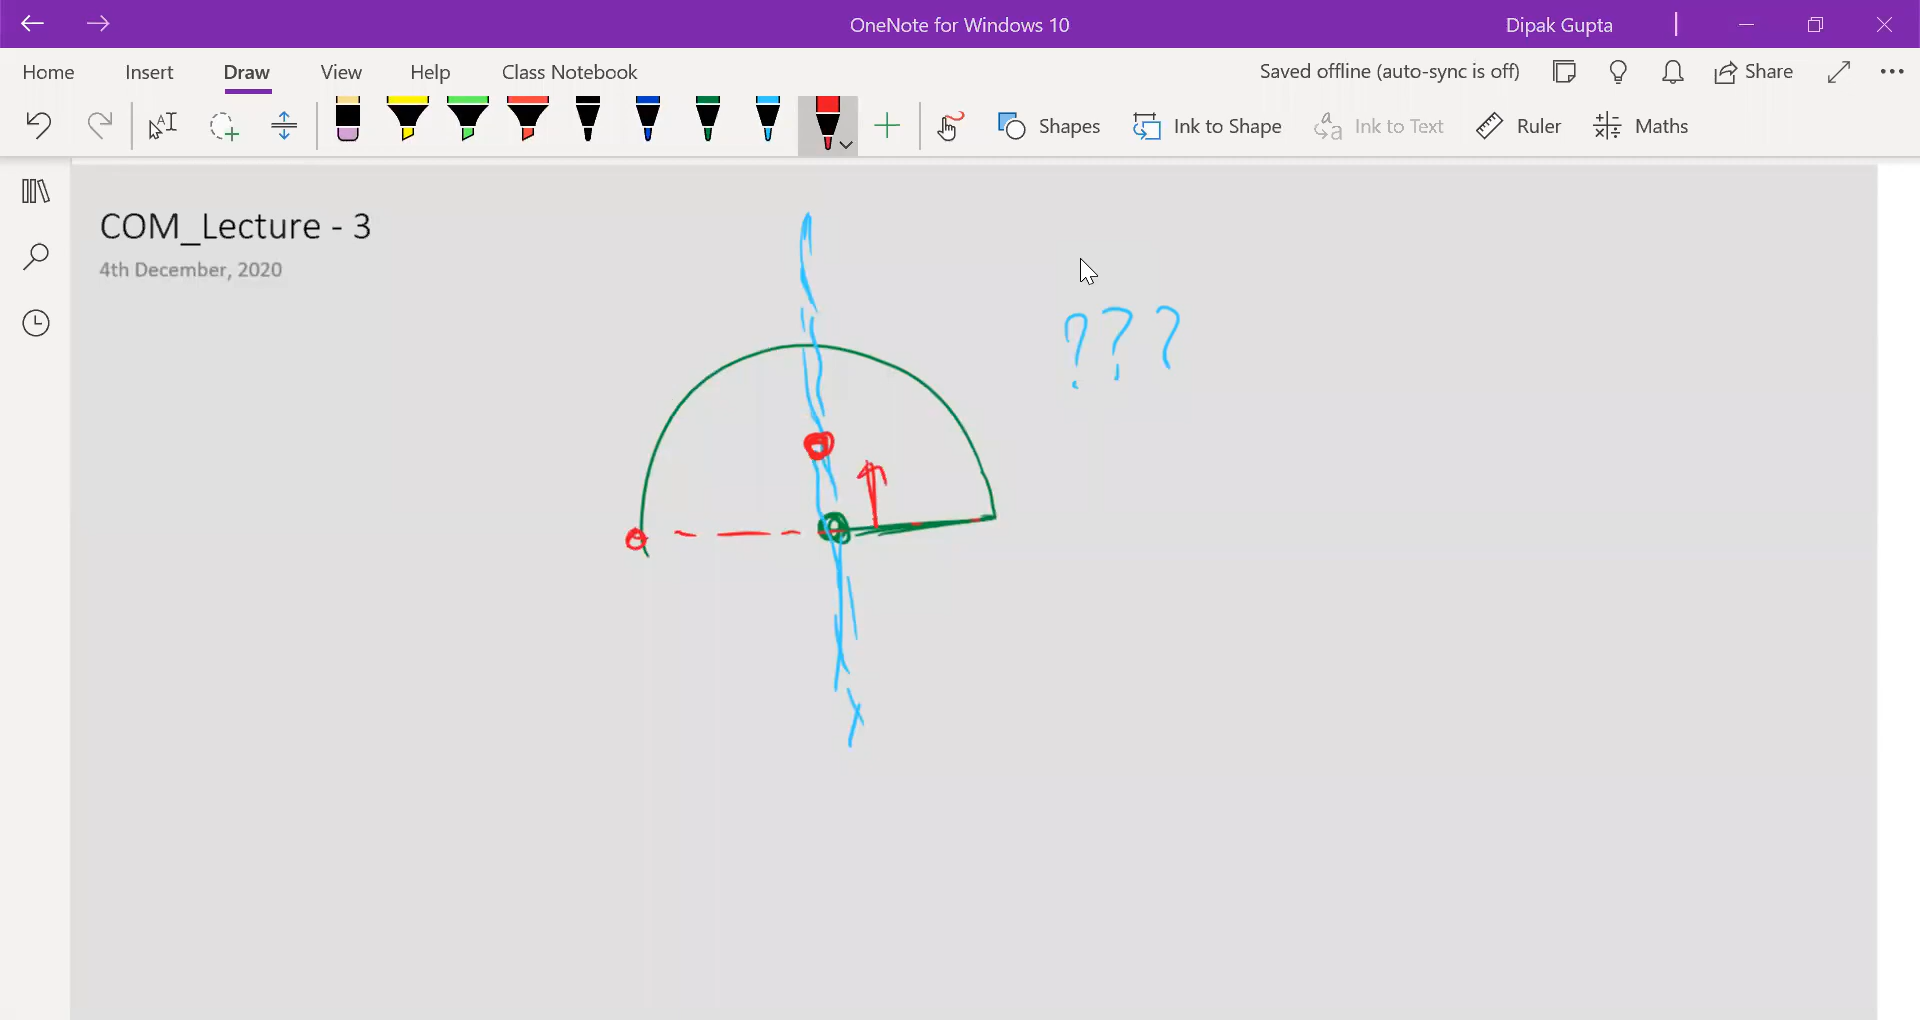 OneNote for Windows 10
Dipak Gupta
Home Insert Draw View Help Class Notebook
Saved offline (auto-sync is off) Share
Shapes Ink to Shape Ink to Text Ruler Maths
COM_Lecture - 3
4th December, 2020
???